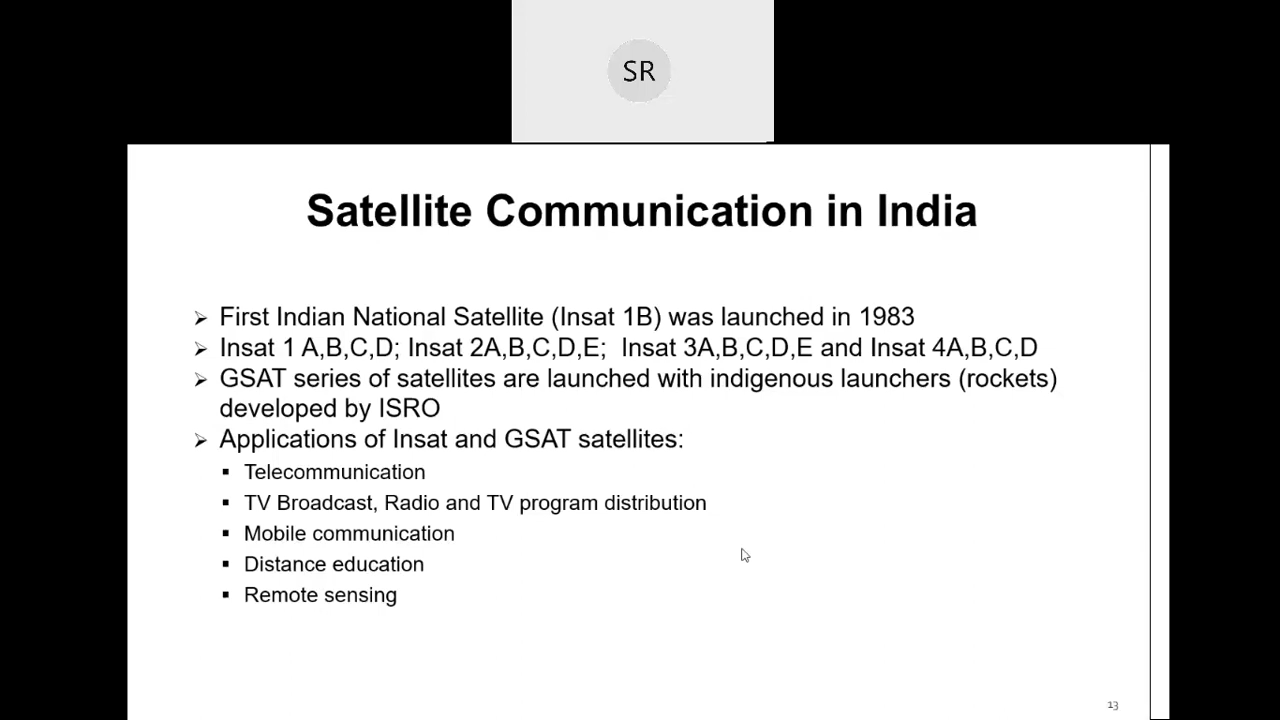 SR
Satellite Communication in India
➢ First Indian National Satellite (Insat 1B) was launched in 1983
➢ Insat 1 A,B,C,D; Insat 2A,B,C,D,E; Insat 3A,B,C,D,E and Insat 4A,B,C,D
➢ GSAT series of satellites are launched with indigenous launchers (rockets)
developed by ISRO
➢ Applications of Insat and GSAT satellites:
▪ Telecommunication
▪ TV Broadcast, Radio and TV program distribution
▪ Mobile communication
▪ Distance education
▪ Remote sensing
13